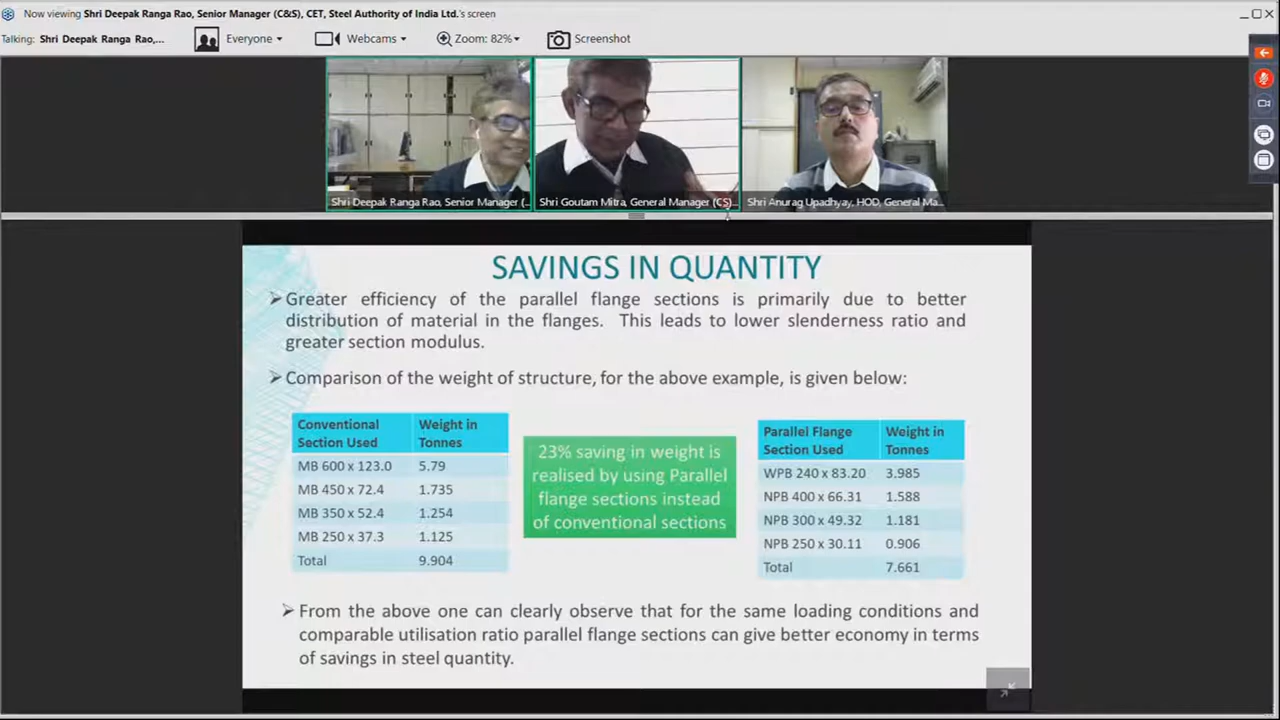 Now viewing Shri Deepak Ranga Rao, Senior Manager (C&S), CET, Steel Authority of India Ltd.'s screen
Talking: Shri Deepak Ranga Rao,...
Everyone
Webcams
Zoom: 82%
Screenshot
Shri Deepak Ranga Rao, Senior Manager (...
Shri Goutam Mitra, General Manager (CS)...
Shri Anurag Upadhyay, HOD, General Ma...
SAVINGS IN QUANTITY
➢Greater efficiency of the parallel flange sections is primarily due to better
distribution of material in the flanges. This leads to lower slenderness ratio and
greater section modulus.
➢Comparison of the weight of structure, for the above example, is given below:
Conventional Section Used Weight in Tonnes
MB 600 x 123.0 5.79
MB 450 x 72.4 1.735
MB 350 x 52.4 1.254
MB 250 x 37.3 1.125
Total 9.904
23% saving in weight is
realised by using Parallel
flange sections instead
of conventional sections
Parallel Flange Section Used Weight in Tonnes
WPB 240 x 83.20 3.985
NPB 400 x 66.31 1.588
NPB 300 x 49.32 1.181
NPB 250 x 30.11 0.906
Total 7.661
➢From the above one can clearly observe that for the same loading conditions and
comparable utilisation ratio parallel flange sections can give better economy in terms
of savings in steel quantity.